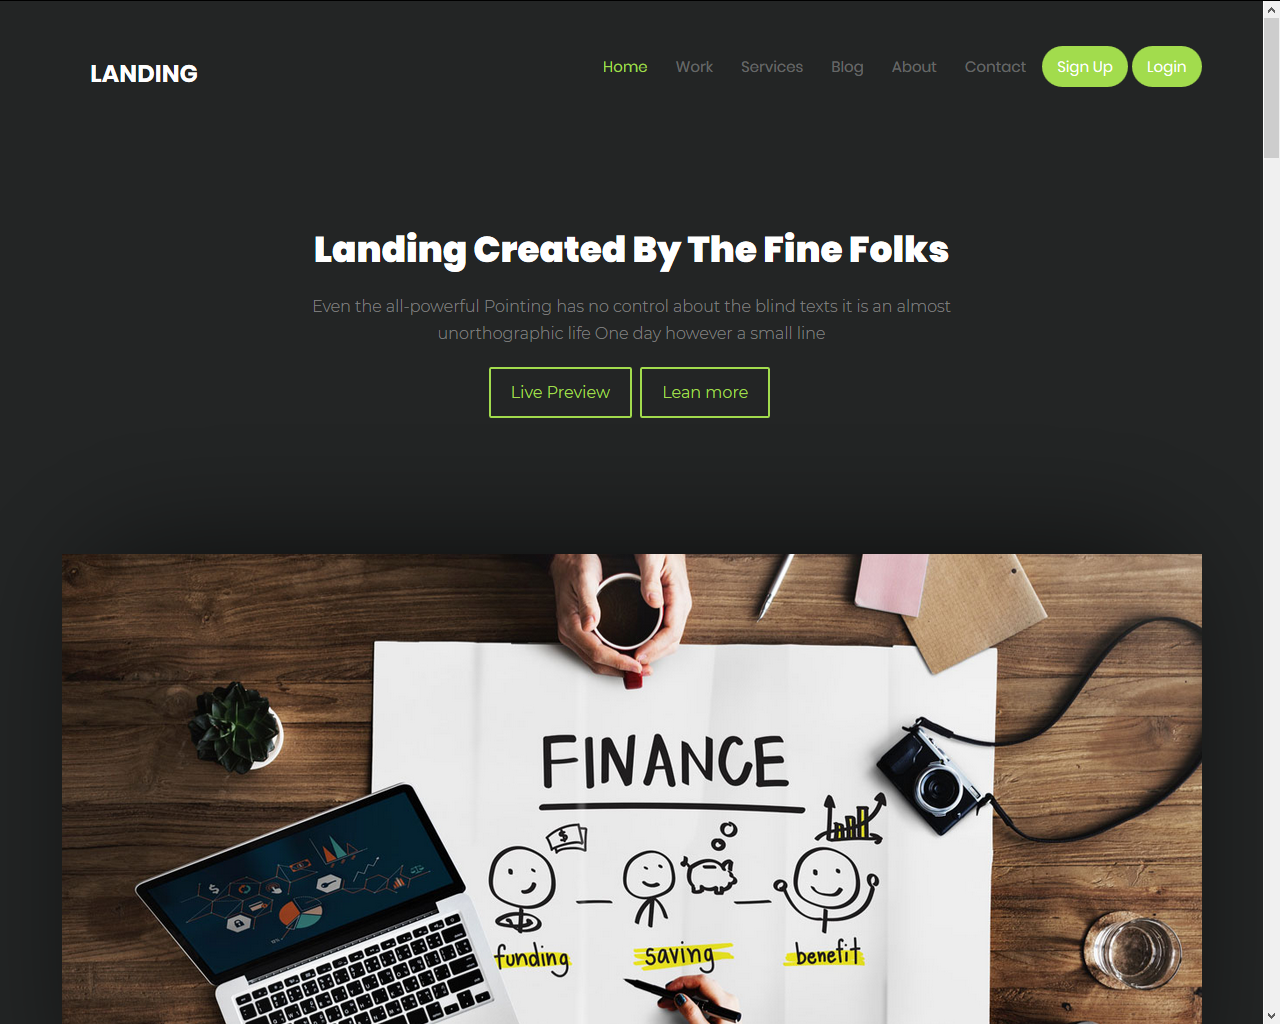 LANDING
Home Work Services Blog About Contact Sign Up Login
Landing Created By The Fine Folks
Even the all-powerful Pointing has no control about the blind texts it is an almost
unorthographic life One day however a small line
Live Preview Lean more
FINANCE
$
$
funding saving benefit